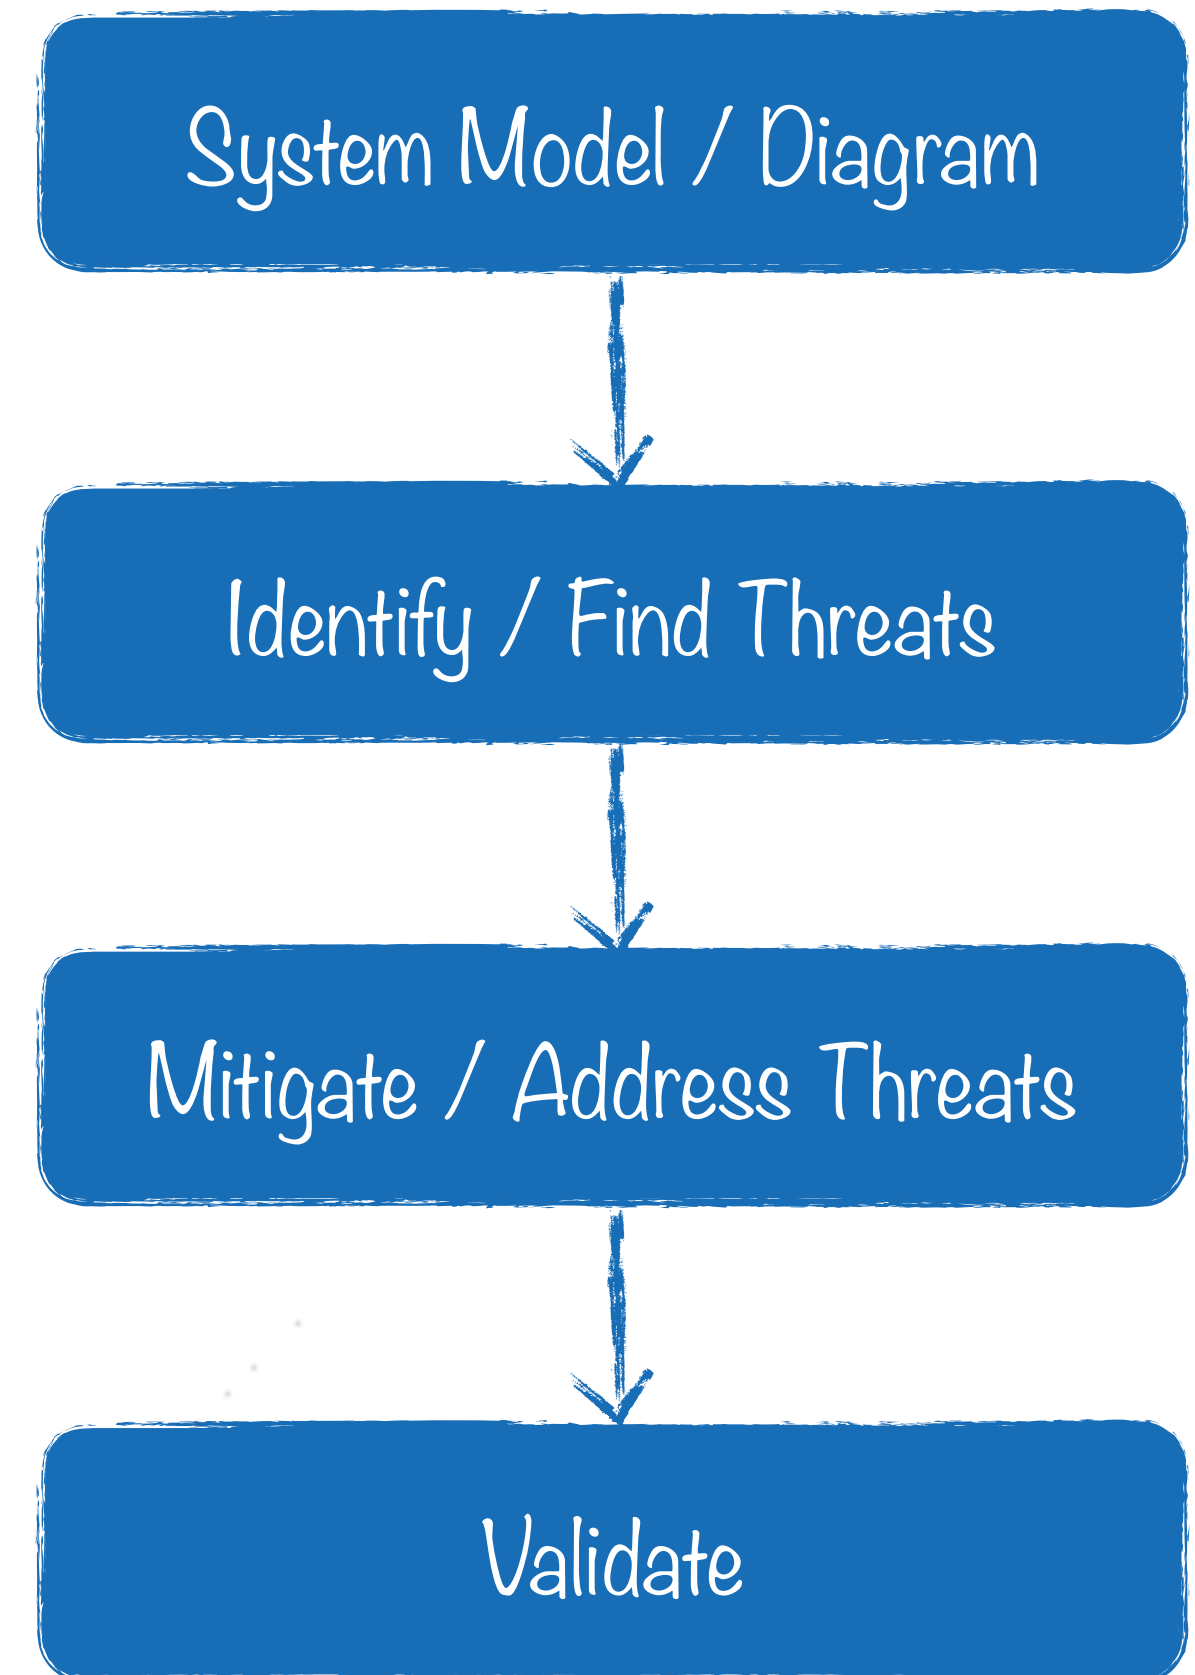 System Model / Diagram
Identify / Find Threats
Mitigate / Address Threats
Validate